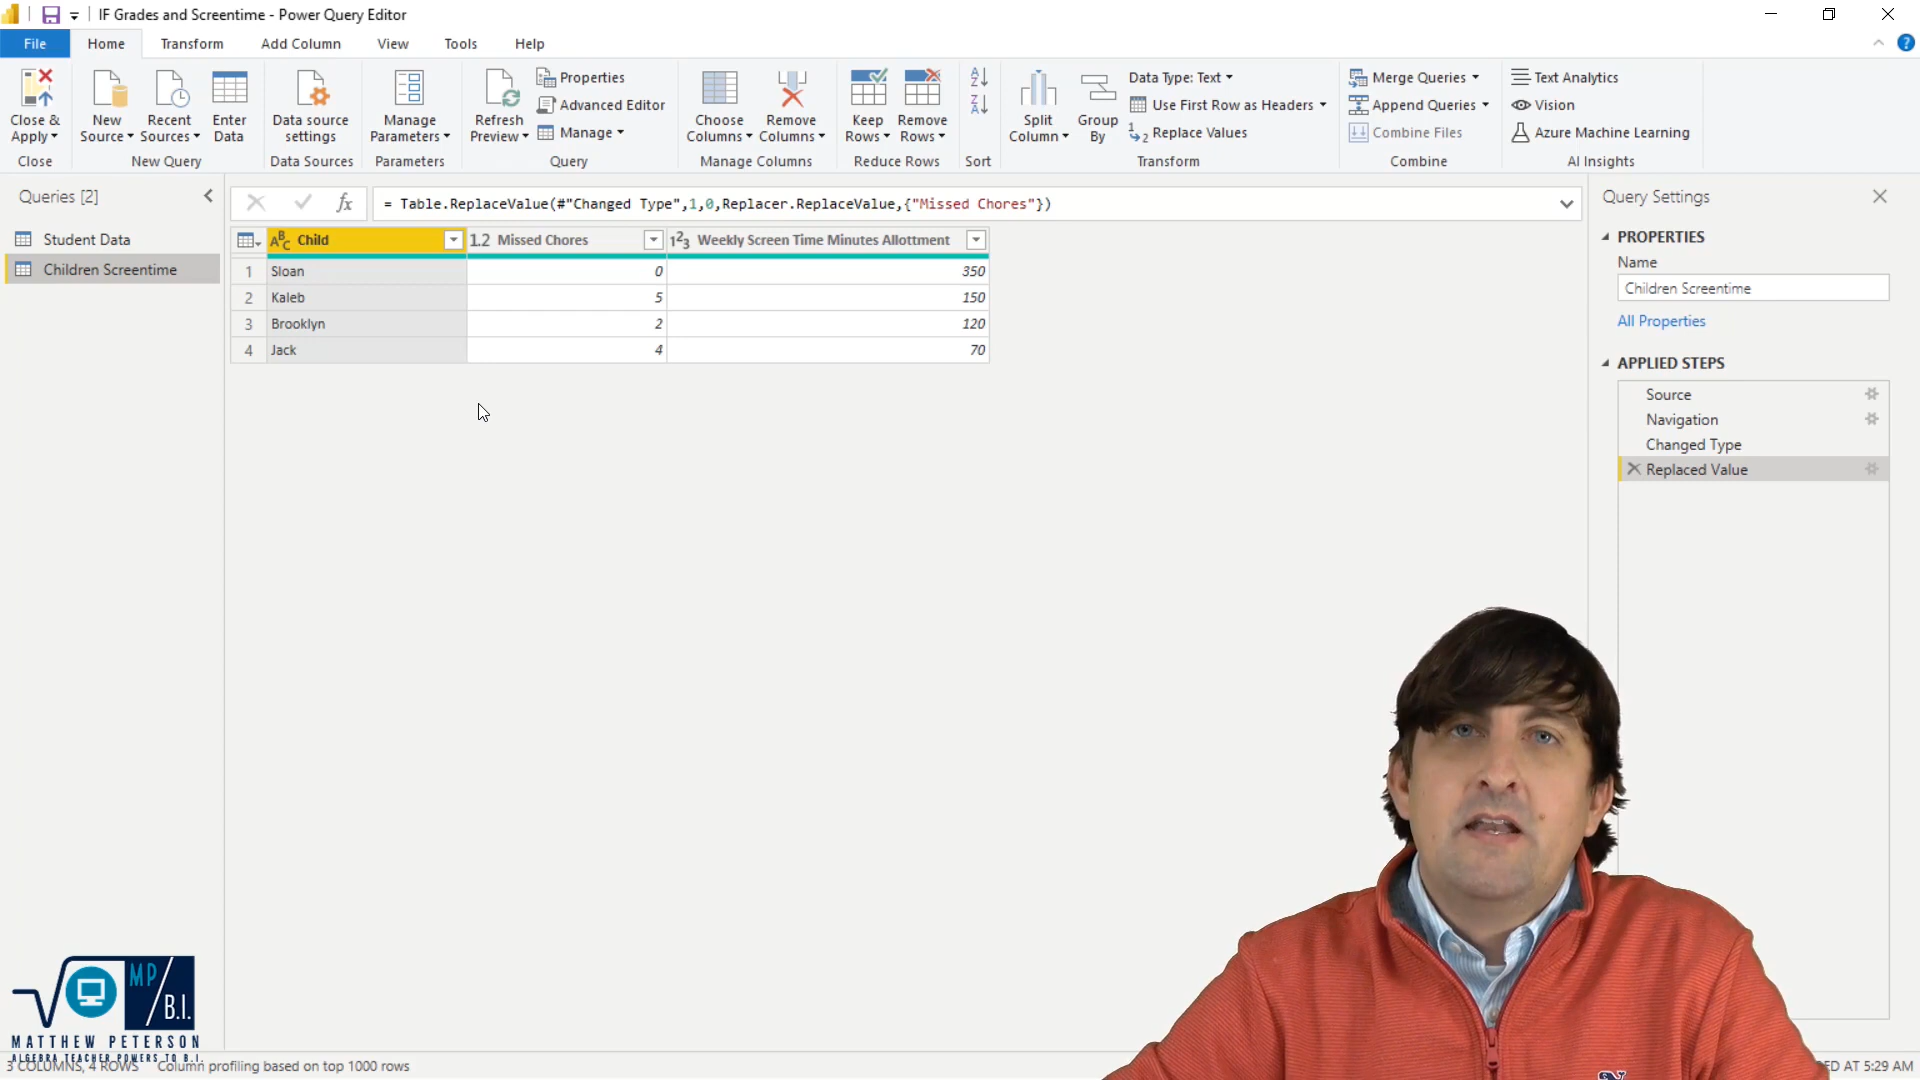 IF Grades and Screentime - Power Query Editor
File Home Transform Add Column View Tools Help
Close & Apply
New Source
Recent Sources
Enter Data
Data source settings
Manage Parameters
Refresh Preview
Properties
Advanced Editor
Manage
Choose Columns
Remove Columns
Keep Rows
Remove Rows
Split Column
Group By
Data Type: Text
Use First Row as Headers
Replace Values
Merge Queries
Append Queries
Combine Files
Text Analytics
Vision
Azure Machine Learning
Close New Query Data Sources Parameters Query Manage Columns Reduce Rows Sort Transform Combine AI Insights
Queries [2]
Student Data
Children Screentime
fx = Table.ReplaceValue(#"Changed Type",1,0,Replacer.ReplaceValue,{"Missed Chores"})
ABC Child 1.2 Missed Chores 123 Weekly Screen Time Minutes Allottment
1 Sloan 0 350
2 Kaleb 5 150
3 Brooklyn 2 120
4 Jack 4 70
Query Settings
PROPERTIES
Name
Children Screentime
All Properties
APPLIED STEPS
Source
Navigation
Changed Type
Replaced Value
MP/B.I.
MATTHEW PETERSON
ALGEBRA TEACHER POWERS TO B.I.
3 COLUMNS, 4 ROWS Column profiling based on top 1000 rows
ED AT 5:29 AM